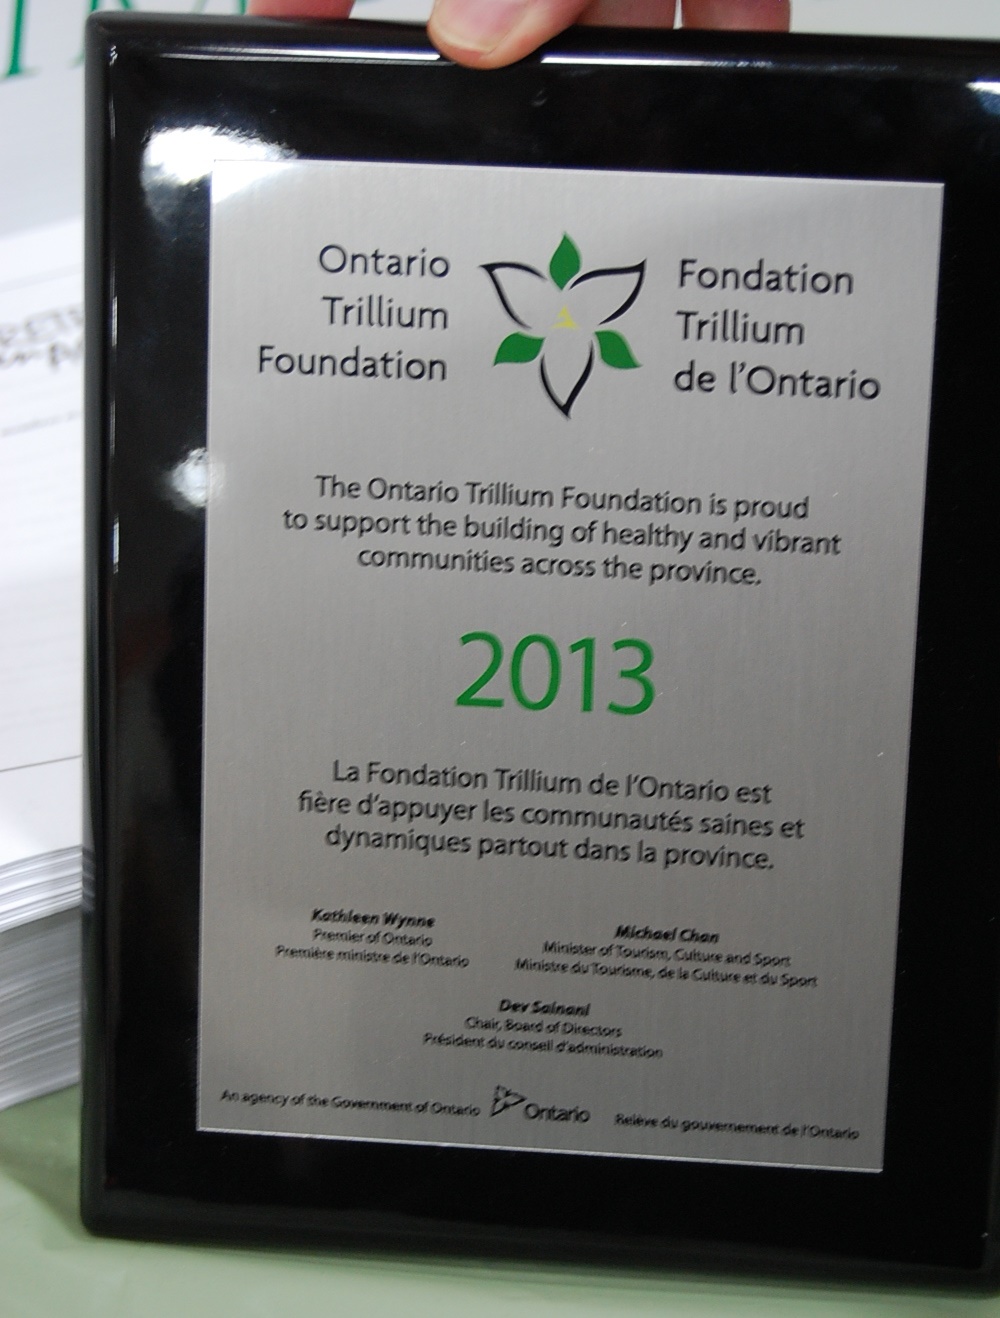 Ontario
Trillium
Foundation
Fondation
Trillium
de l'Ontario
The Ontario Trillium Foundation is proud
to support the building of healthy and vibrant
communities across the province.
2013
La Fondation Trillium de l'Ontario est
fière d'appuyer les communautés saines et
dynamiques partout dans la province.
Kathleen Wynne
Premier of Ontario
Première ministre de l'Ontario
Michael Chan
Minister of Tourism, Culture and Sport
Ministre du Tourisme, de la Culture et du Sport
Dev Sainani
Chair, Board of Directors
Président du conseil d'administration
An agency of the Government of Ontario
Ontario
Relève du gouvernement de l'Ontario